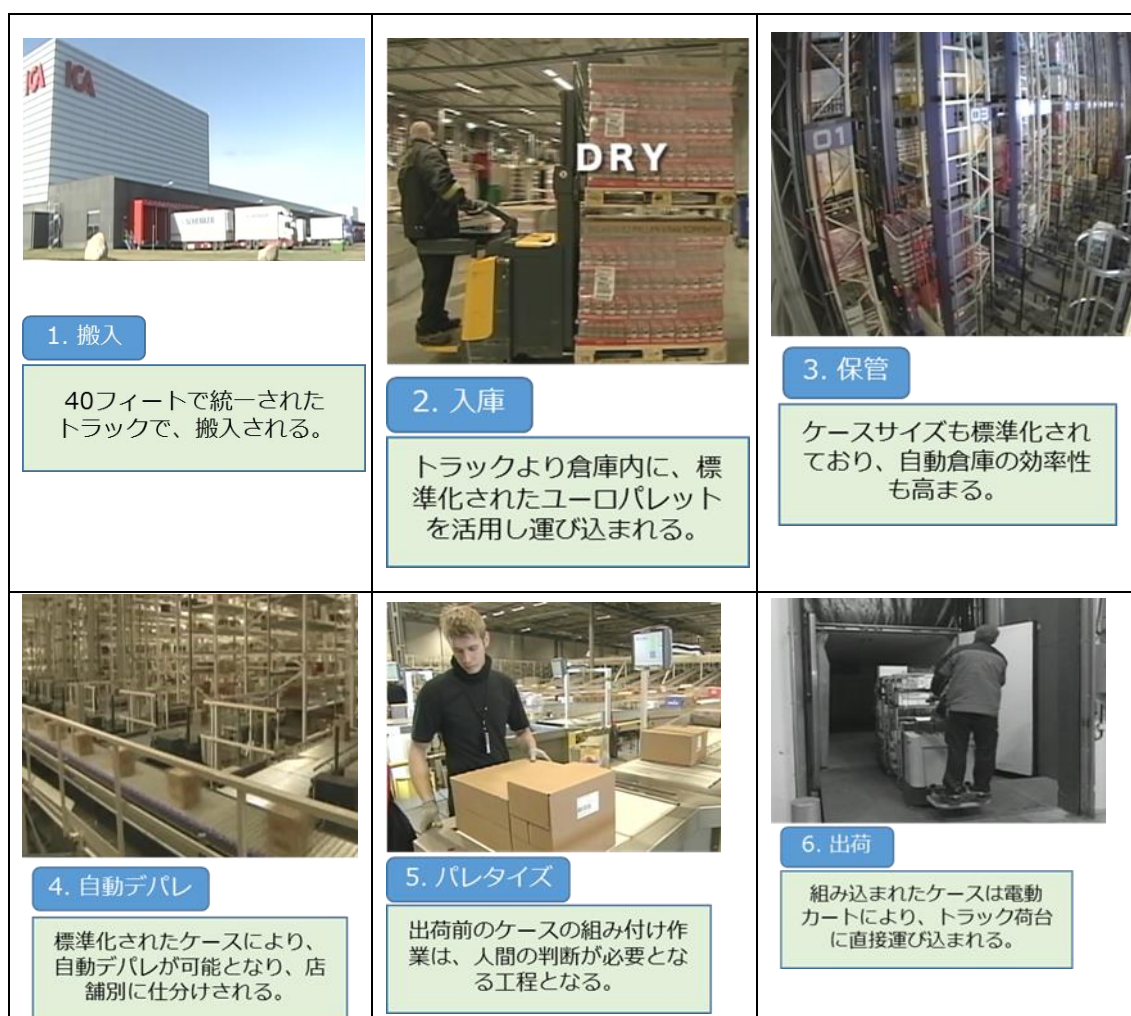 ICA ICA
SCHENKER
1. 搬入
40フィートで統一された
トラックで、搬入される。
DRY
2. 入庫
トラックより倉庫内に、標
準化されたユーロパレット
を活用し運び込まれる。
01
3. 保管
ケースサイズも標準化され
ており、自動倉庫の効率性
も高まる。
4. 自動デパレ
標準化されたケースにより、
自動デパレが可能となり、店
舗別に仕分けされる。
5. パレタイズ
出荷前のケースの組み付け作
業は、人間の判断が必要とな
る工程となる。
6. 出荷
組み込まれたケースは電動
カートにより、トラック荷台
に直接運び込まれる。